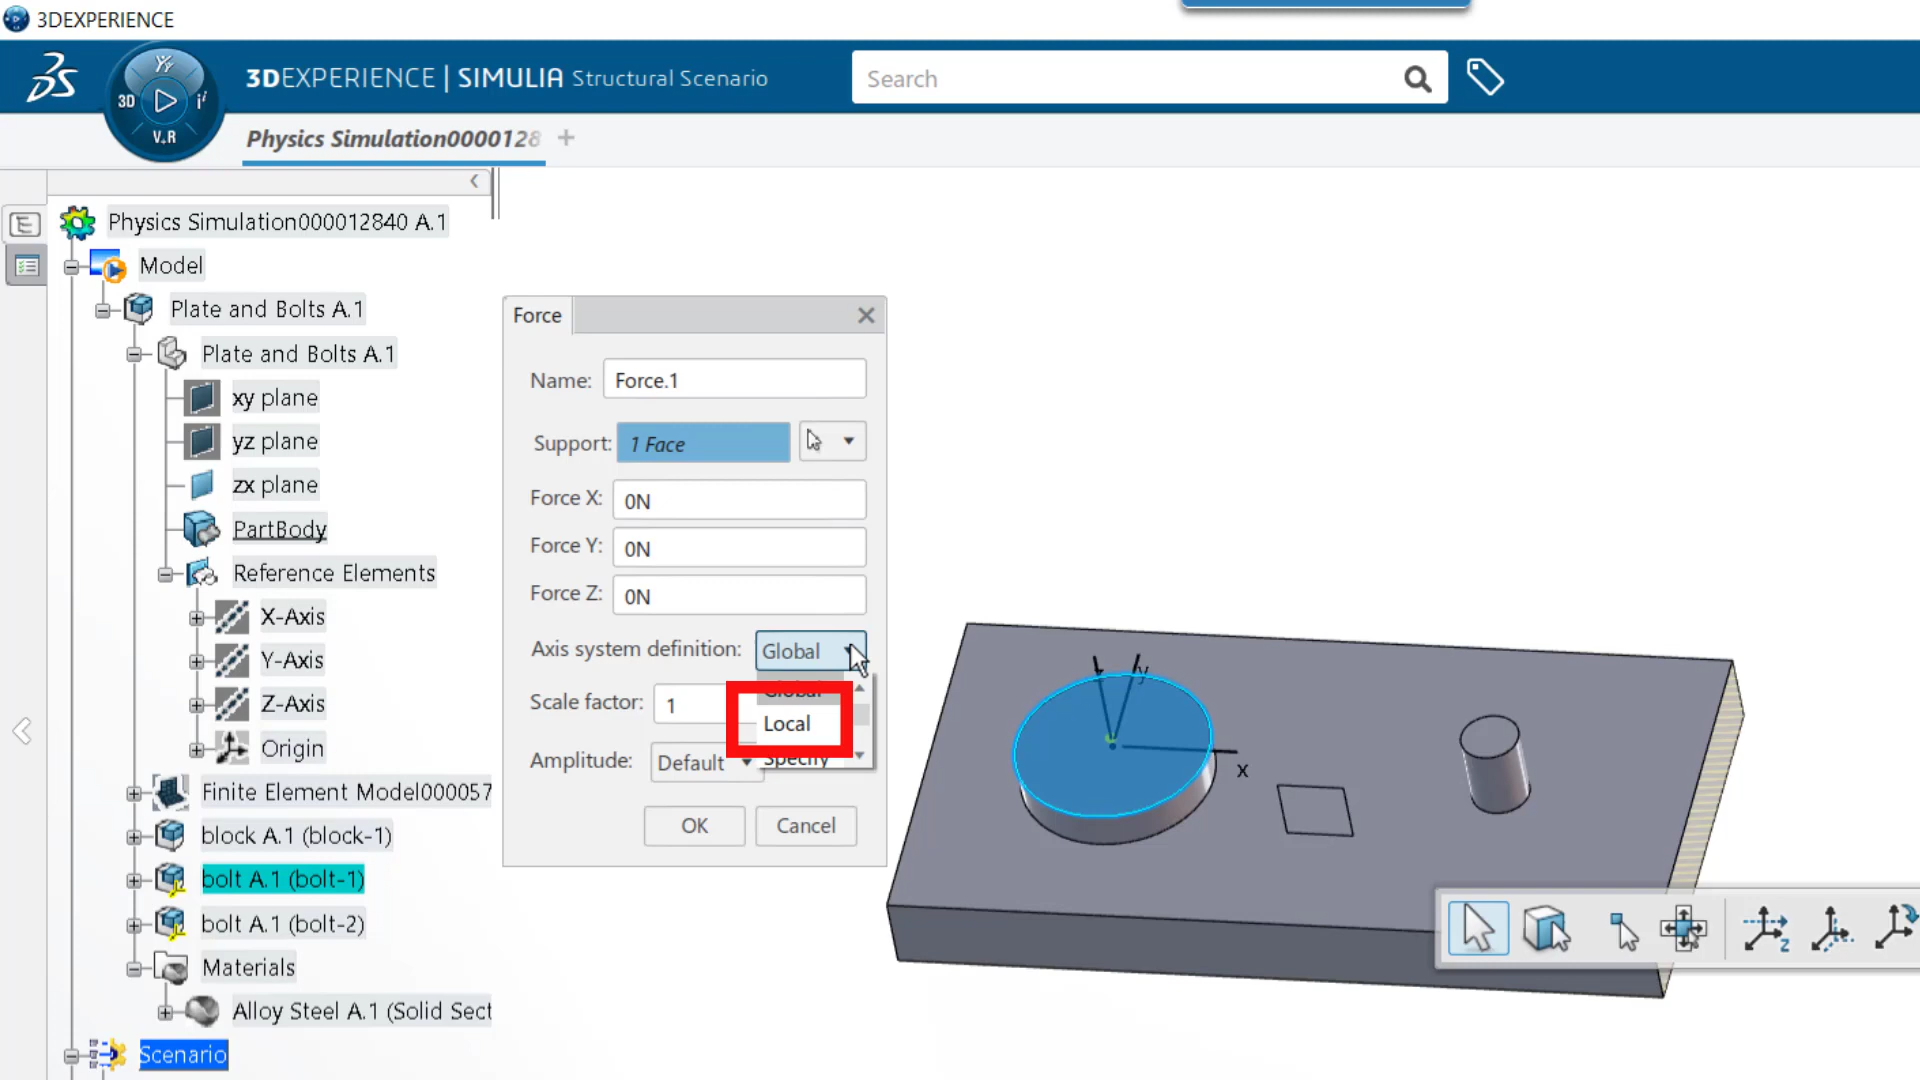 3DEXPERIENCE
3DEXPERIENCE | SIMULIA Structural Scenario
Search
3D
V.R
Physics Simulation0000128
+
Physics Simulation000012840 A.1
Model
Plate and Bolts A.1
Plate and Bolts A.1
xy plane
yz plane
zx plane
PartBody
Reference Elements
X-Axis
Y-Axis
Z-Axis
Origin
Finite Element Model000057
block A.1 (block-1)
bolt A.1 (bolt-1)
bolt A.1 (bolt-2)
Materials
Alloy Steel A.1 (Solid Sect
Scenario
Force
Name: Force.1
Support: 1 Face
Force X: 0N
Force Y: 0N
Force Z: 0N
Axis system definition: Global
Global
Local
Specify
Scale factor: 1
Amplitude: Default
OK Cancel
y
x
z